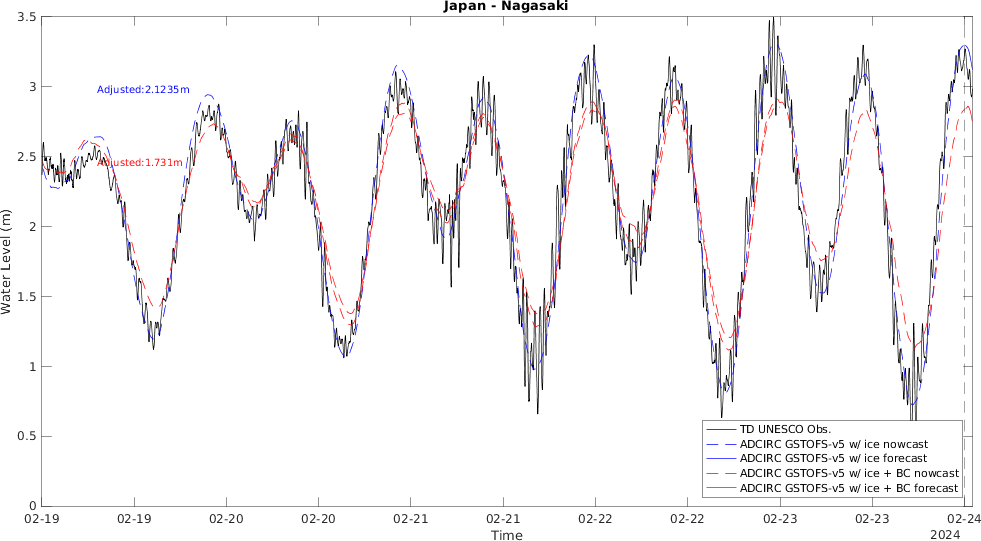 Japan - Nagasaki
3.5
3
2.5
2
1.5
1
0.5
0
Water Level (m)
Adjusted:2.1235m
Adjusted:1.731m
TD UNESCO Obs.
ADCIRC GSTOFS-v5 w/ ice nowcast
ADCIRC GSTOFS-v5 w/ ice forecast
ADCIRC GSTOFS-v5 w/ ice + BC nowcast
ADCIRC GSTOFS-v5 w/ ice + BC forecast
02-19 02-19 02-20 02-20 02-21 02-21 02-22 02-22 02-23 02-23 02-24
Time
2024